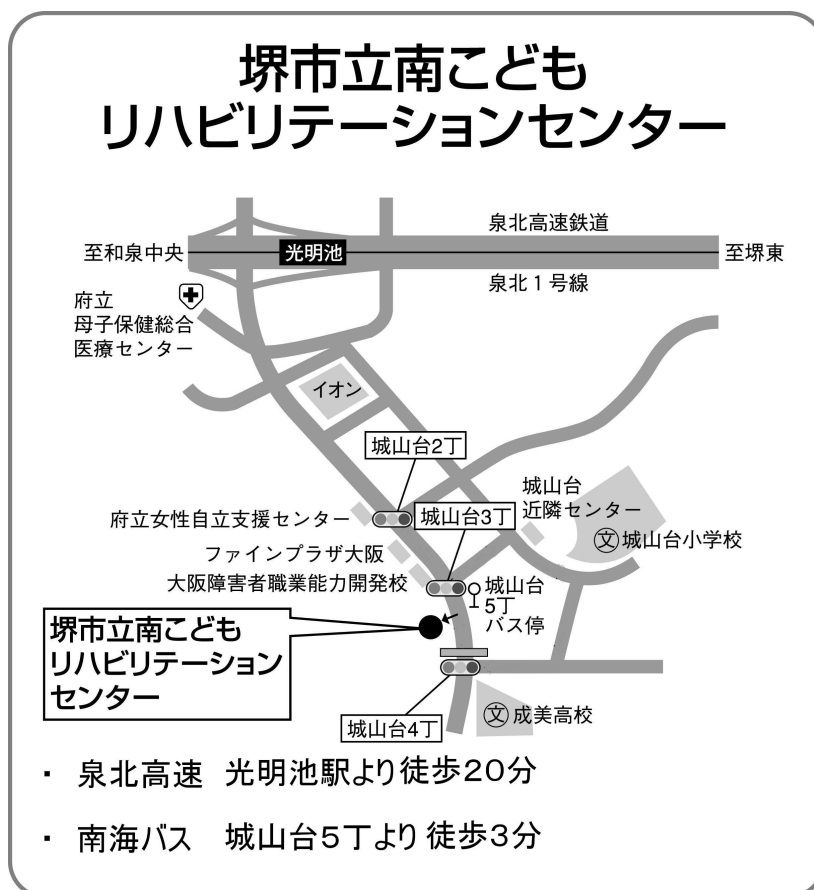 堺市立南こども
リハビリテーションセンター
泉北高速鉄道
至和泉中央
光明池
至堺東
泉北1号線
府立
母子保健総合
医療センター
イオン
城山台2丁
城山台
近隣センター
府立女性自立支援センター
城山台3丁
文 城山台小学校
ファインプラザ大阪
大阪障害者職業能力開発校
城山台
5丁
バス停
堺市立南こども
リハビリテーション
センター
文 成美高校
城山台4丁
・ 泉北高速 光明池駅より徒歩20分
・ 南海バス 城山台5丁より徒歩3分